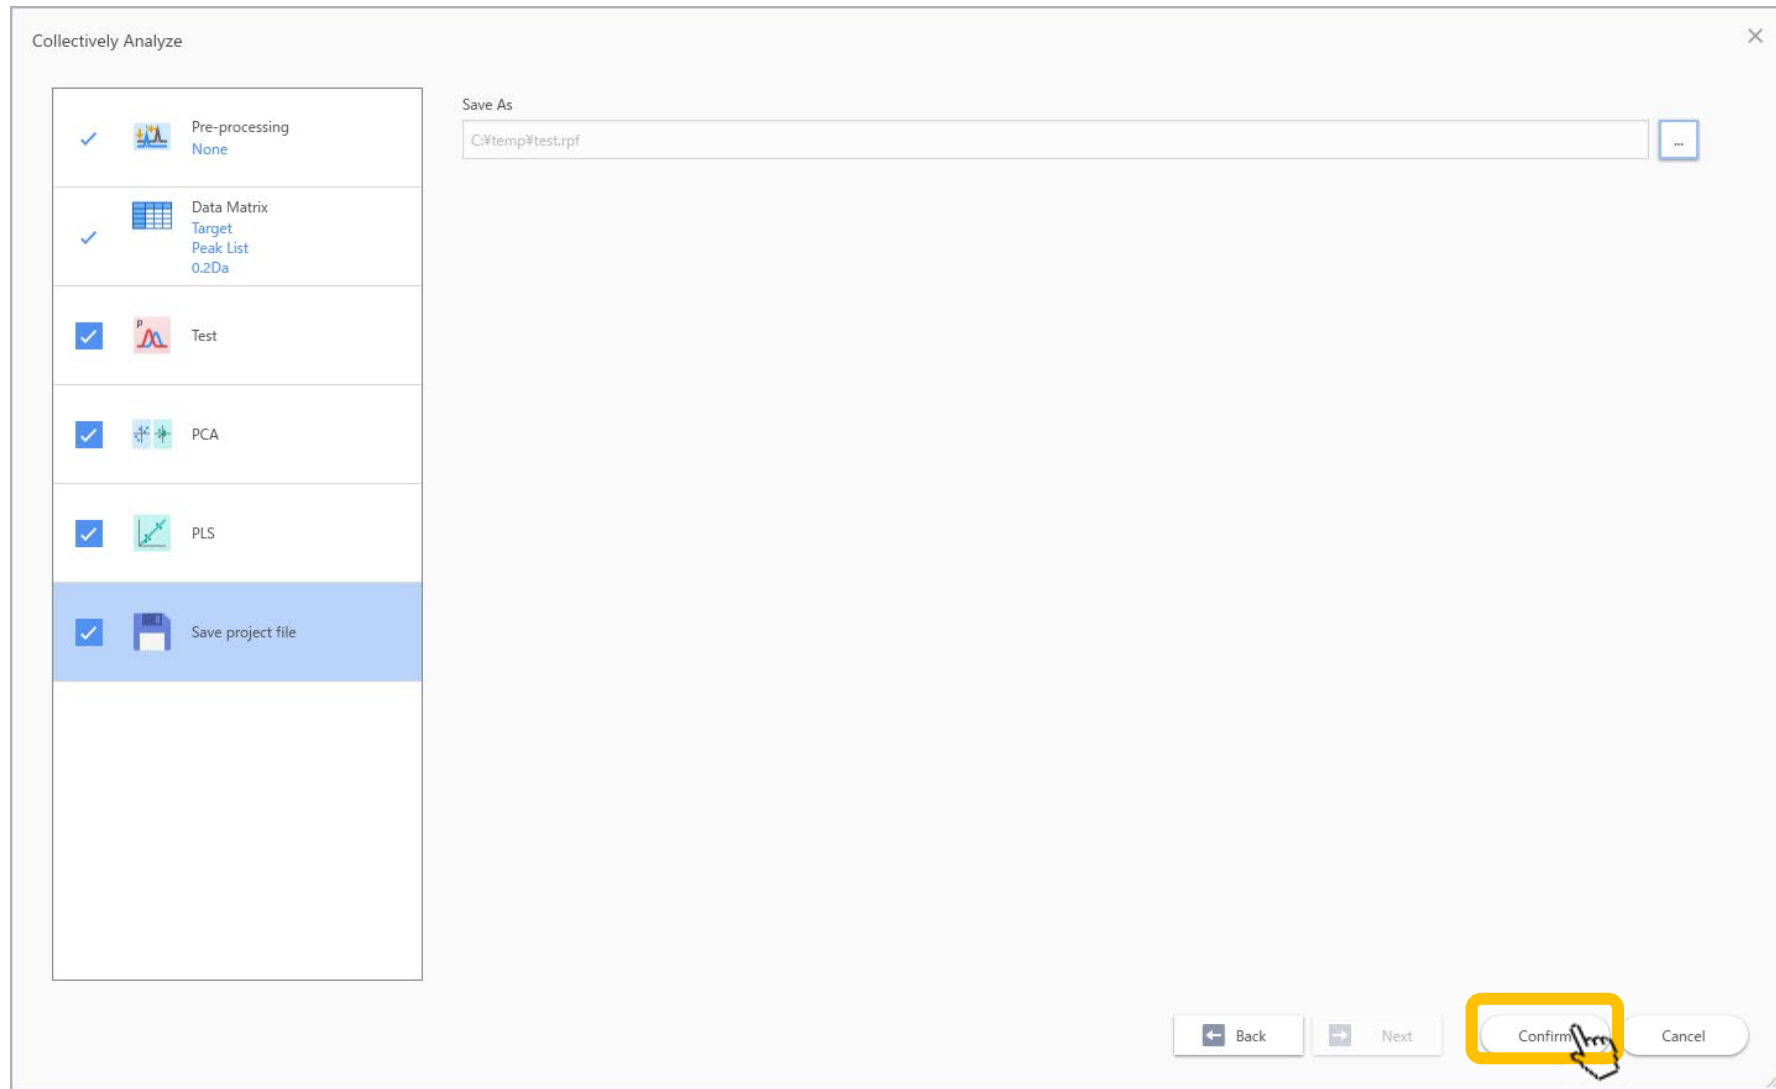 Collectively Analyze
Pre-processing
None
Data Matrix
Target
Peak List
0.2Da
P
Test
PCA
PLS
Save project file
Save As
C:¥temp¥test.rpf
...
Back
Next
Confirm
Cancel